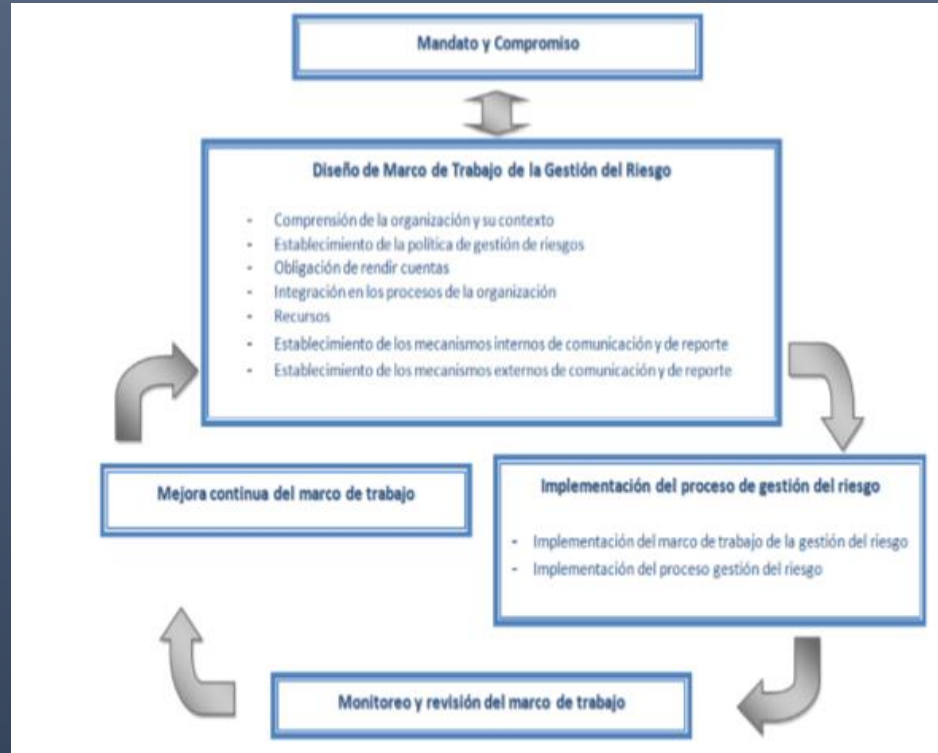 Mandato y Compromiso
Diseño de Marco de Trabajo de la Gestión del Riesgo
- Comprensión de la organización y su contexto
- Establecimiento de la política de gestión de riesgos
- Obligación de rendir cuentas
- Integración en los procesos de la organización
- Recursos
- Establecimiento de los mecanismos internos de comunicación y de reporte
- Establecimiento de los mecanismos externos de comunicación y de reporte
Mejora continua del marco de trabajo
Implementación del proceso de gestión del riesgo
- Implementación del marco de trabajo de la gestión del riesgo
- Implementación del proceso gestión del riesgo
Monitoreo y revisión del marco de trabajo